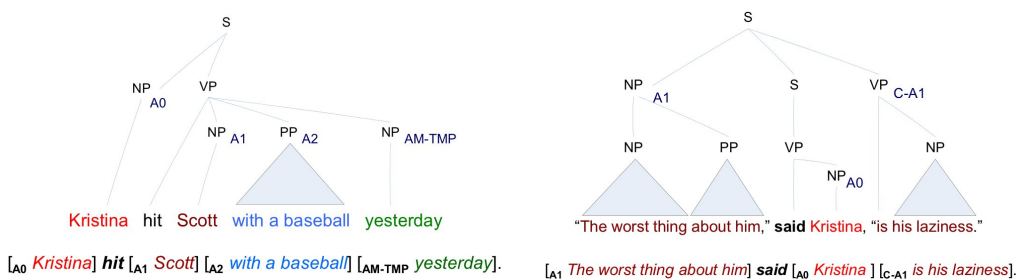 S
NP A0 VP
NP A1 PP A2 NP AM-TMP
Kristina hit Scott with a baseball yesterday
[A0 Kristina] hit [A1 Scott] [A2 with a baseball] [AM-TMP yesterday].
S
NP A1 S VP C-A1
NP PP VP NP
NP A0
“The worst thing about him,” said Kristina, “is his laziness.”
[A1 The worst thing about him] said [A0 Kristina ] [C-A1 is his laziness].